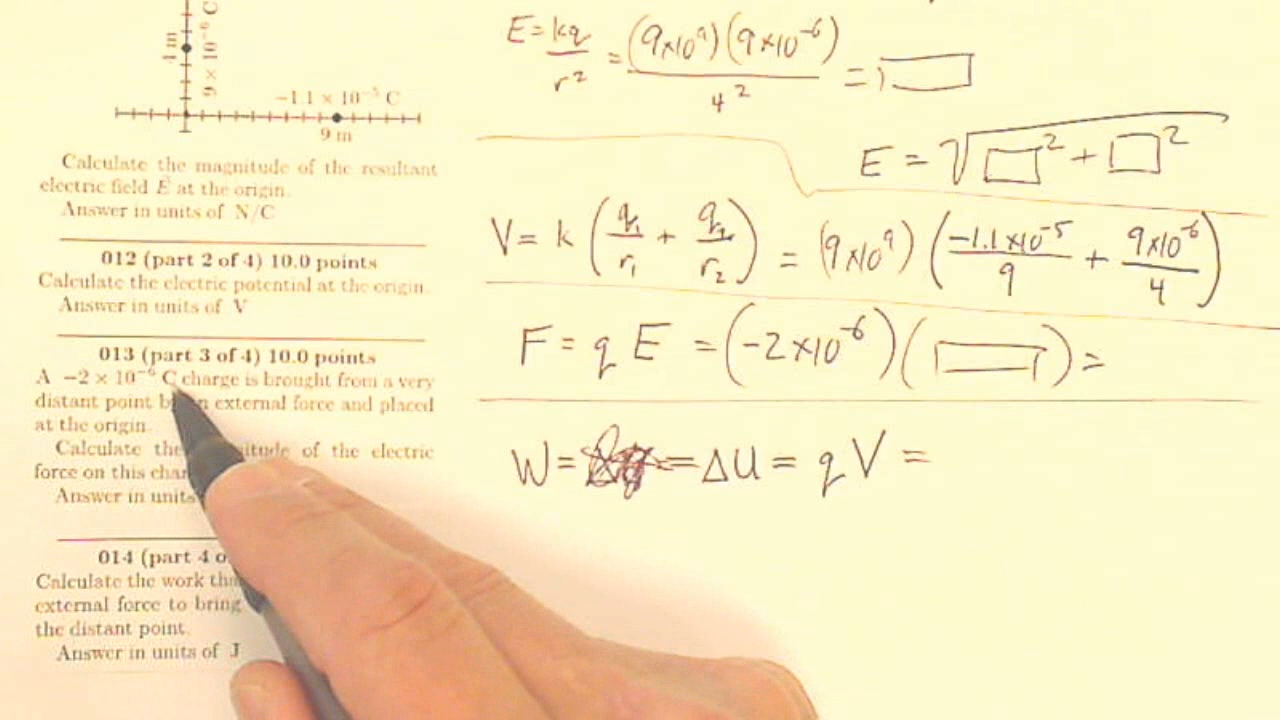 4 m
9 × 10⁻⁶ C
−1.1 × 10⁻⁵ C
9 m
Calculate the magnitude of the resultant
electric field E⃗ at the origin.
Answer in units of N/C
012 (part 2 of 4) 10.0 points
Calculate the electric potential at the origin.
Answer in units of V
013 (part 3 of 4) 10.0 points
A −2 × 10⁻⁶ C charge is brought from a very
distant point by an external force and placed
at the origin.
Calculate the magnitude of the electric
force on this
Answer in units
014 (part 4
Calculate the work
external force to bring
the distant point.
Answer in units of J
E = kq/r² = (9×10⁹)(9×10⁻⁶)/4² =
E = √( ² + ²)
V = k (q₁/r₁ + q₂/r₂) = (9×10⁹) (−1.1×10⁻⁵/9 + 9×10⁻⁶/4)
F = q E = (−2×10⁻⁶)( ) =
W = = ΔU = qV =